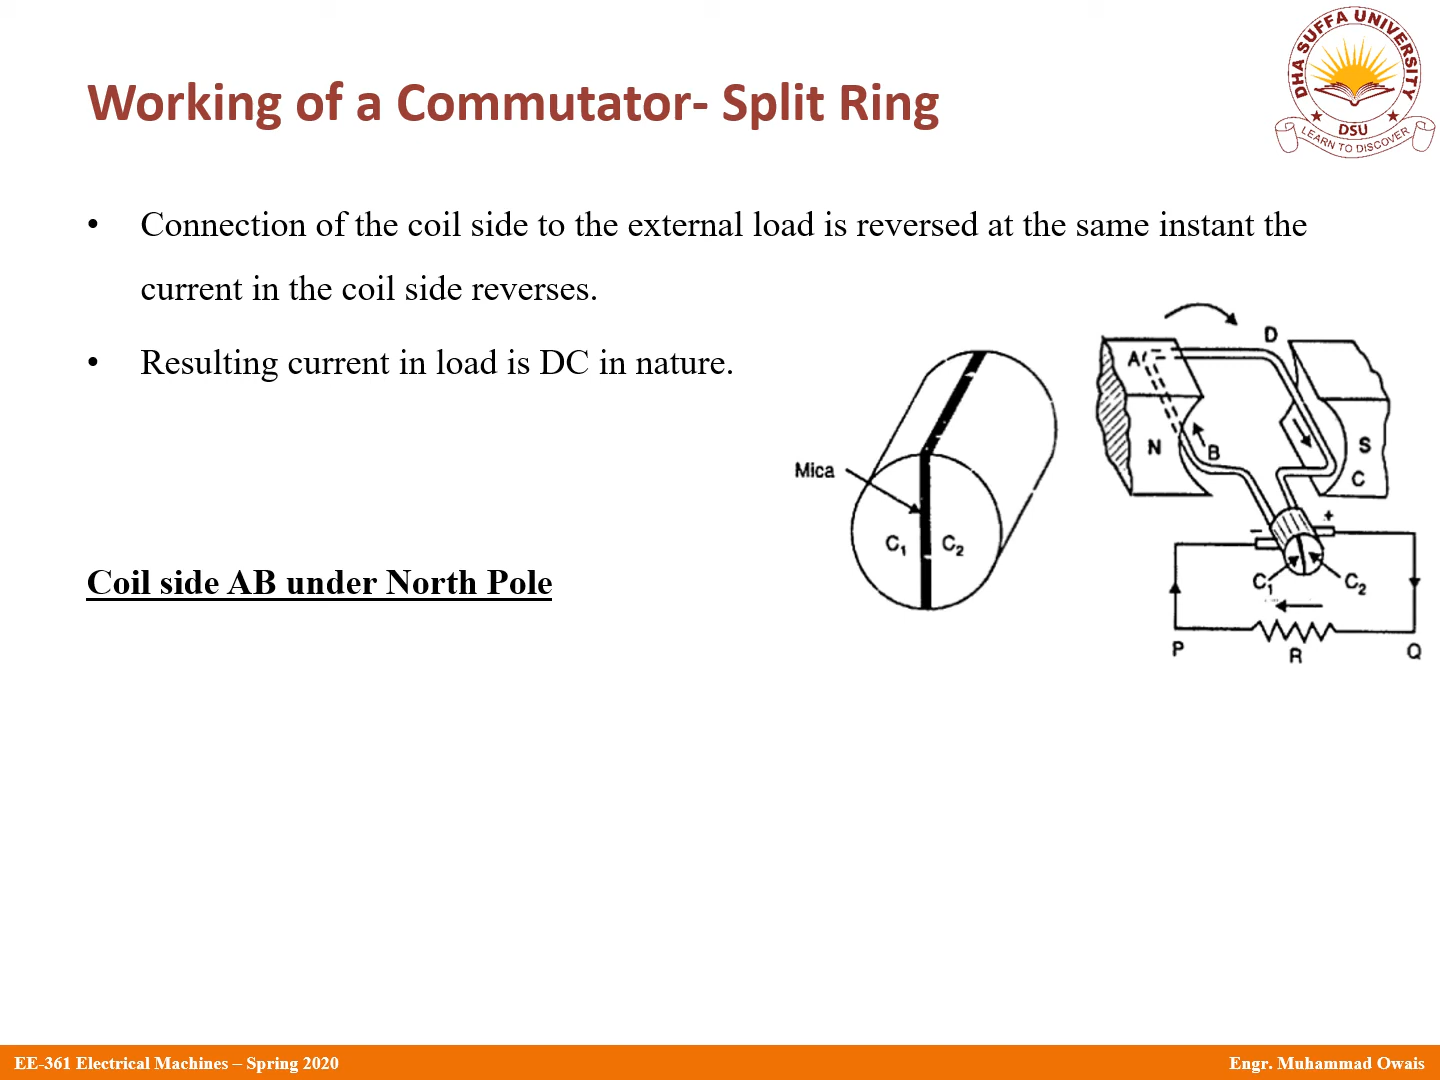 Working of a Commutator- Split Ring
DHA SUFFA UNIVERSITY
DSU
LEARN TO DISCOVER
• Connection of the coil side to the external load is reversed at the same instant the
current in the coil side reverses.
• Resulting current in load is DC in nature.
Mica
C1 C2
A
D
N
B
S
C
− +
C1 C2
P
R
Q
Coil side AB under North Pole
EE-361 Electrical Machines – Spring 2020
Engr. Muhammad Owais